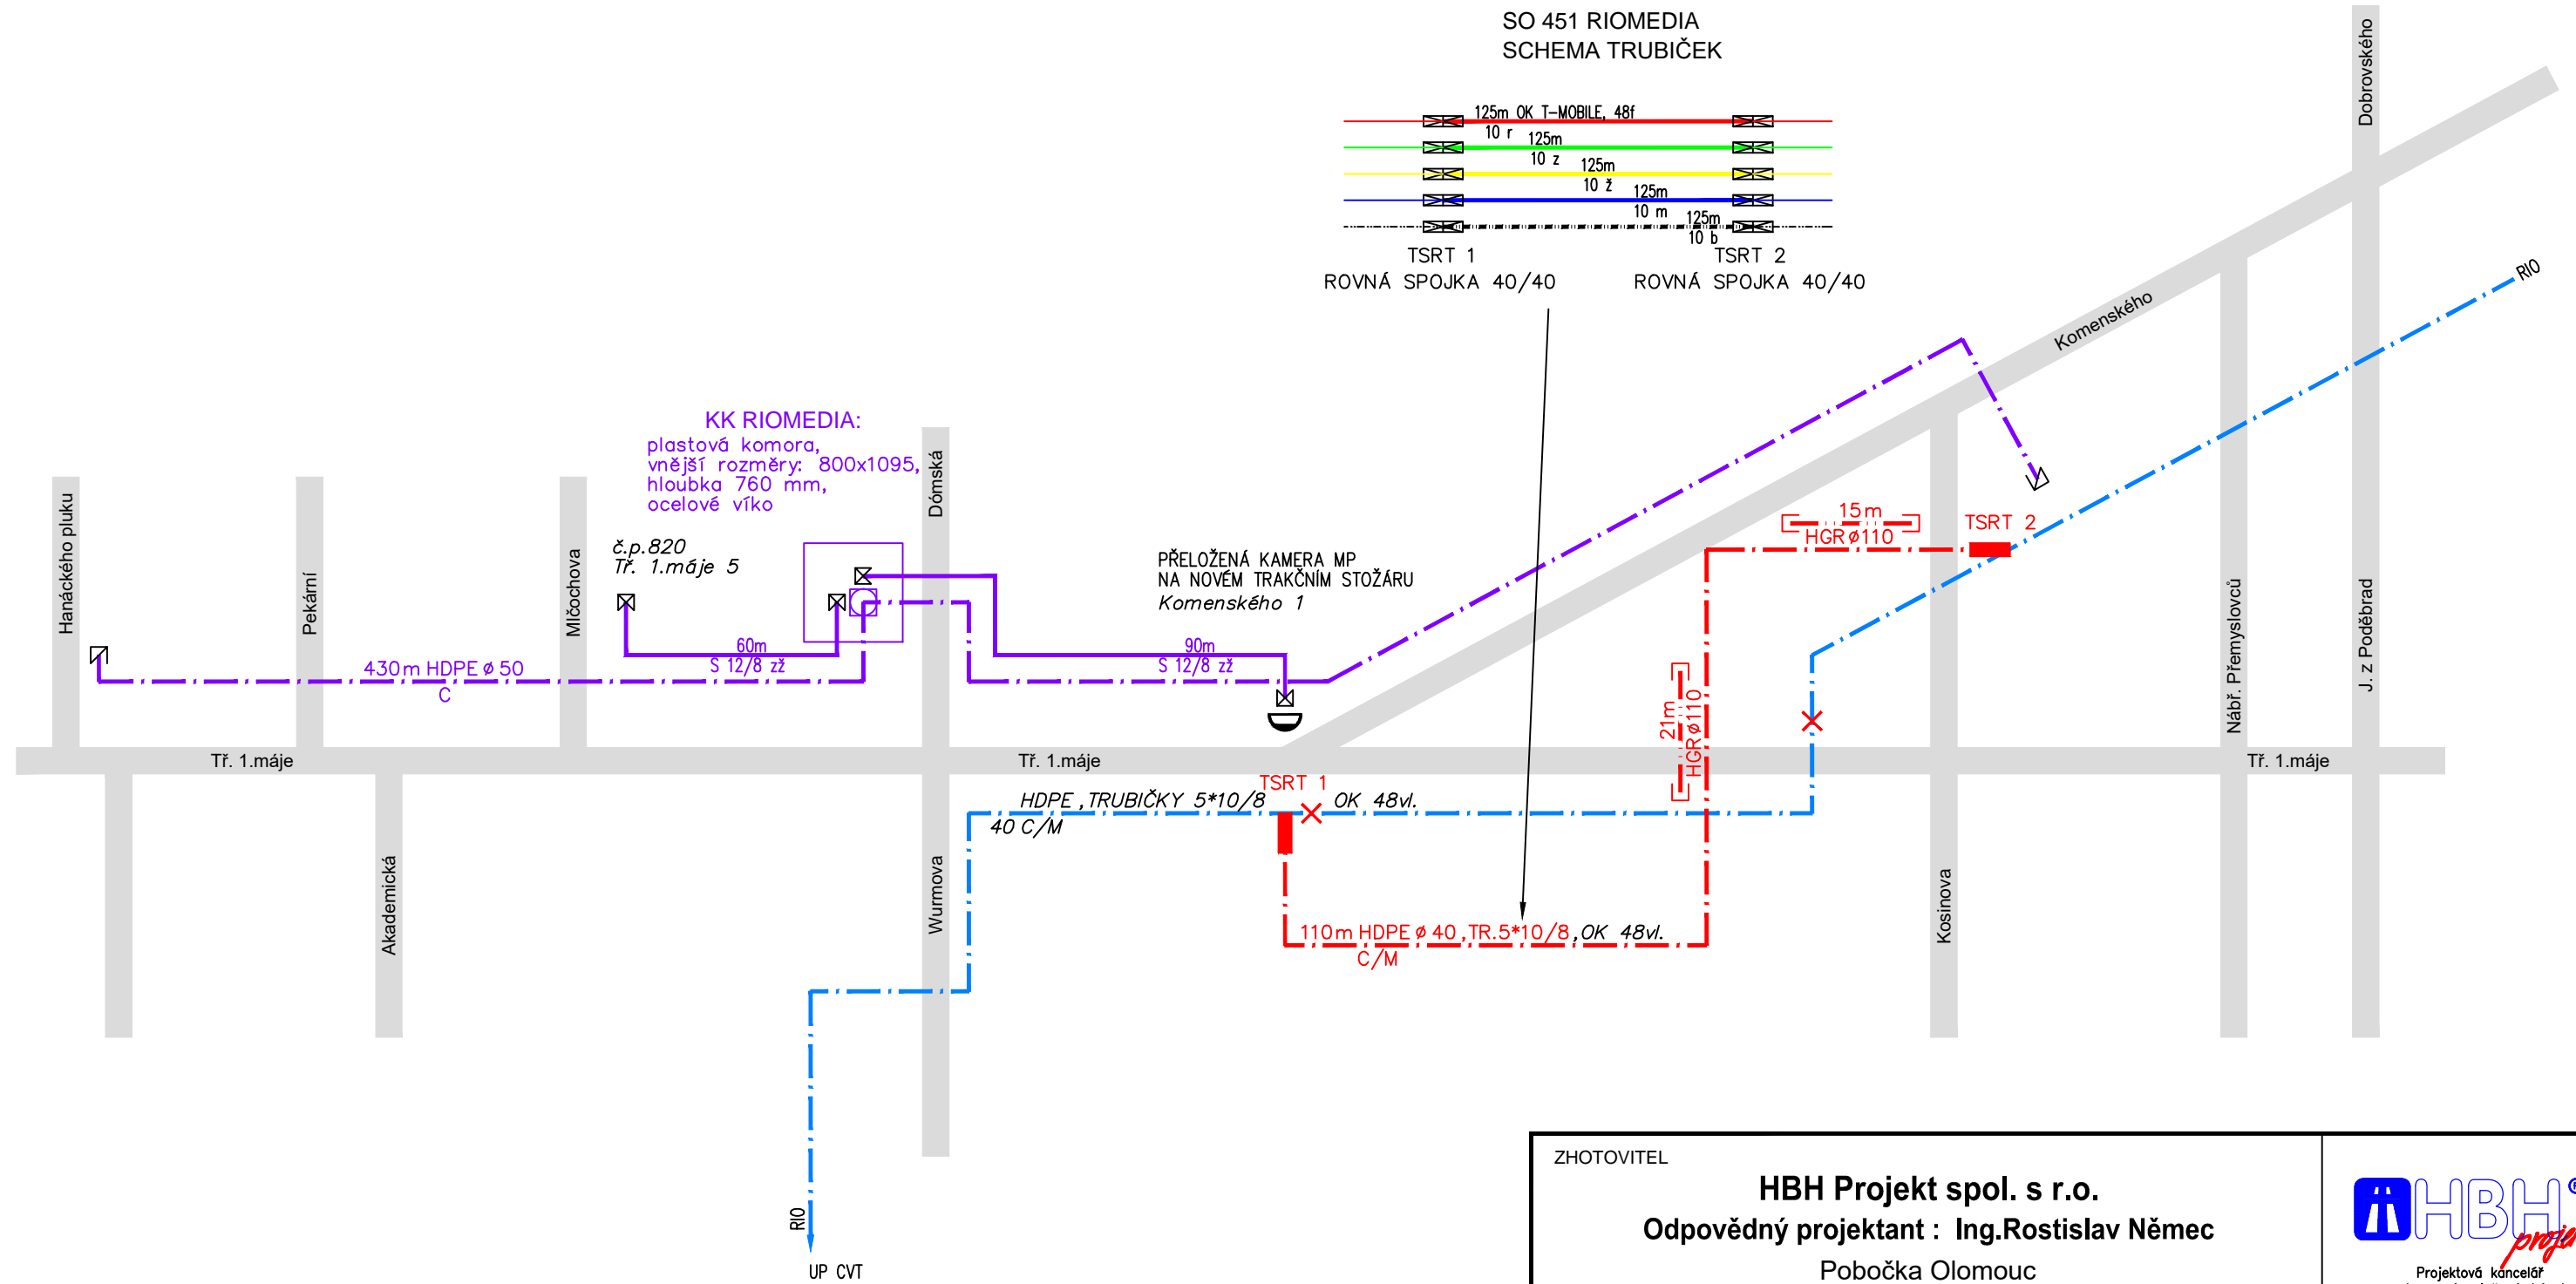 SO 451 RIOMEDIA
SCHEMA TRUBIČEK
125m OK T-MOBILE, 48f
10 r
125m
10 z
125m
10 ž
125m
10 m
125m
10 b
TSRT 1
TSRT 2
ROVNÁ SPOJKA 40/40
ROVNÁ SPOJKA 40/40
Dobrovského
RIO
Komenského
KK RIOMEDIA:
plastová komora,
vnější rozměry: 800x1095,
hloubka 760 mm,
ocelové víko
Dómská
Hanáckého pluku
Pekární
Mlčochova
č.p.820
Tř. 1.máje 5
PŘELOŽENÁ KAMERA MP
NA NOVÉM TRAKČNÍM STOŽÁRU
Komenského 1
15m
HGRø110
TSRT 2
60m
S 12/8 zž
90m
S 12/8 zž
430m HDPE ø 50
C
21m
HGRø110
Nábř. Přemyslovců
J. z Poděbrad
Tř. 1.máje
Tř. 1.máje
Tř. 1.máje
TSRT 1
HDPE ,TRUBIČKY 5*10/8
OK 48vl.
40 C/M
Akademická
Wurmova
Kosinova
110m HDPE ø 40 ,TR.5*10/8 ,OK 48vl.
C/M
RIO
UP CVT
ZHOTOVITEL
HBH Projekt spol. s r.o.
Odpovědný projektant : Ing.Rostislav Němec
Pobočka Olomouc
HBH
Projektová kancelář